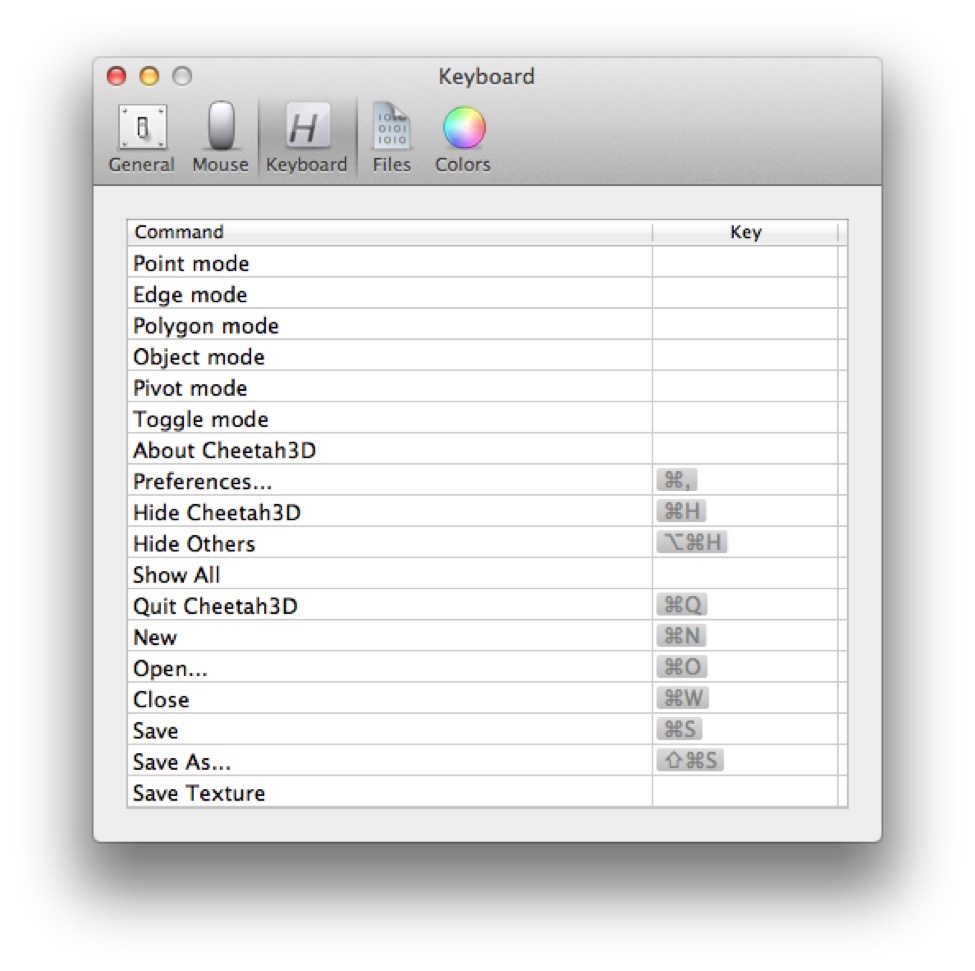 Keyboard
General Mouse Keyboard Files Colors
Command Key
Point mode
Edge mode
Polygon mode
Object mode
Pivot mode
Toggle mode
About Cheetah3D
Preferences... ⌘,
Hide Cheetah3D ⌘H
Hide Others ⌥⌘H
Show All
Quit Cheetah3D ⌘Q
New ⌘N
Open... ⌘O
Close ⌘W
Save ⌘S
Save As... ⇧⌘S
Save Texture